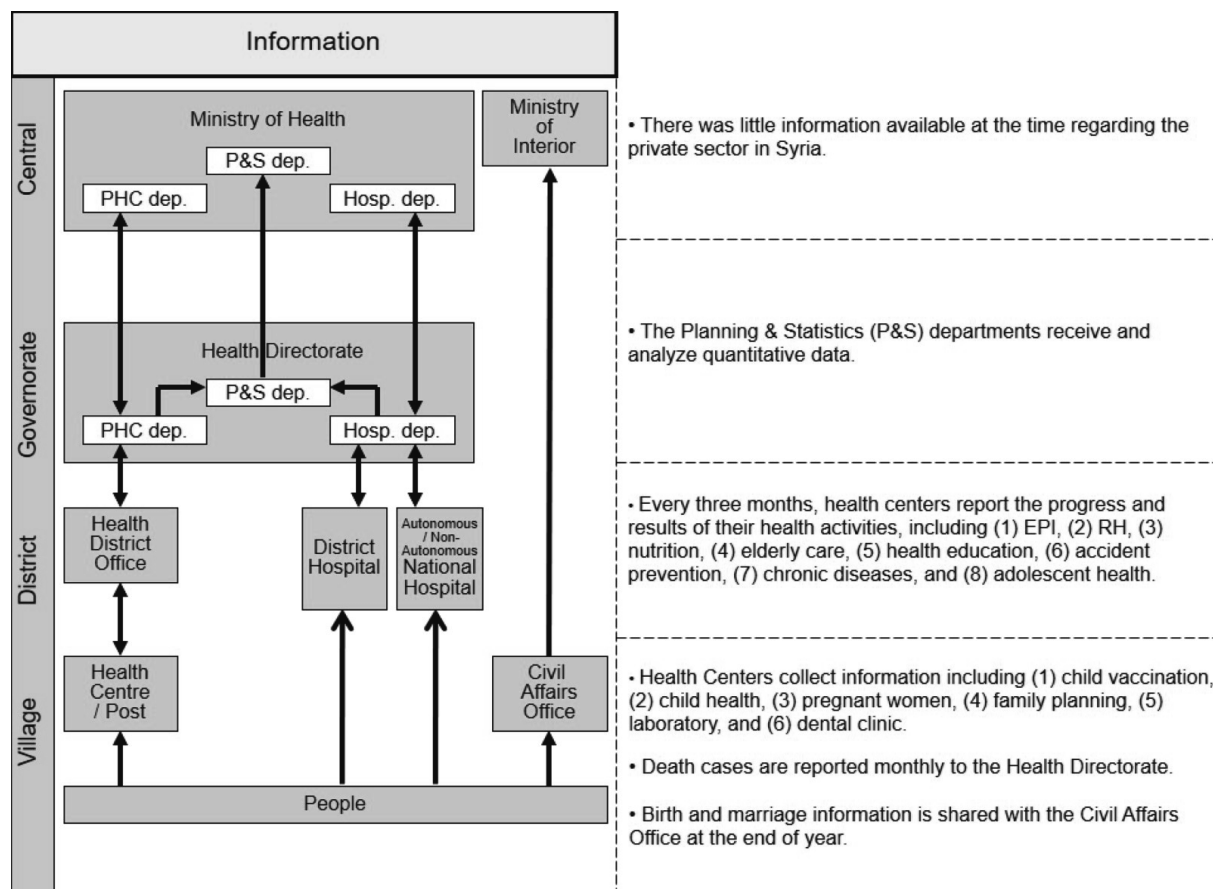 Information
Central
Ministry of Health
P&S dep.
PHC dep.
Hosp. dep.
Ministry
of
Interior
• There was little information available at the time regarding the
private sector in Syria.
Governorate
Health Directorate
P&S dep.
PHC dep.
Hosp. dep.
• The Planning & Statistics (P&S) departments receive and
analyze quantitative data.
District
Health
District
Office
District
Hospital
Autonomous
/ Non-
Autonomous
National
Hospital
• Every three months, health centers report the progress and
results of their health activities, including (1) EPI, (2) RH, (3)
nutrition, (4) elderly care, (5) health education, (6) accident
prevention, (7) chronic diseases, and (8) adolescent health.
Village
Health
Centre
/ Post
Civil
Affairs
Office
People
• Health Centers collect information including (1) child vaccination,
(2) child health, (3) pregnant women, (4) family planning, (5)
laboratory, and (6) dental clinic.
• Death cases are reported monthly to the Health Directorate.
• Birth and marriage information is shared with the Civil Affairs
Office at the end of year.